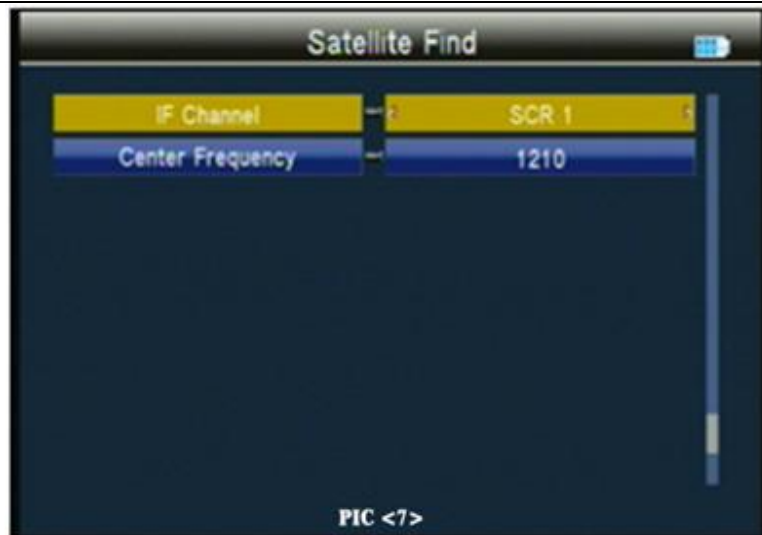 Satellite Find
IF Channel SCR 1
Center Frequency 1210
PIC <7>